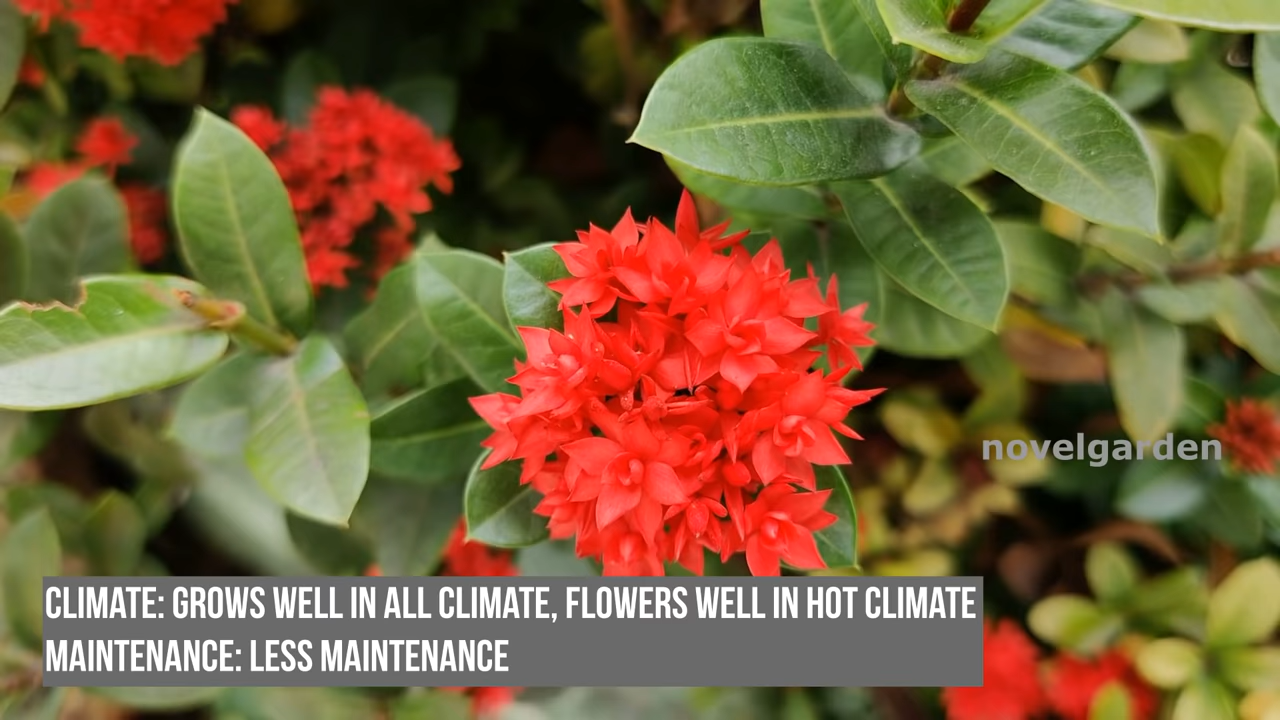 novelgarden
CLIMATE: GROWS WELL IN ALL CLIMATE, FLOWERS WELL IN HOT CLIMATE
MAINTENANCE: LESS MAINTENANCE